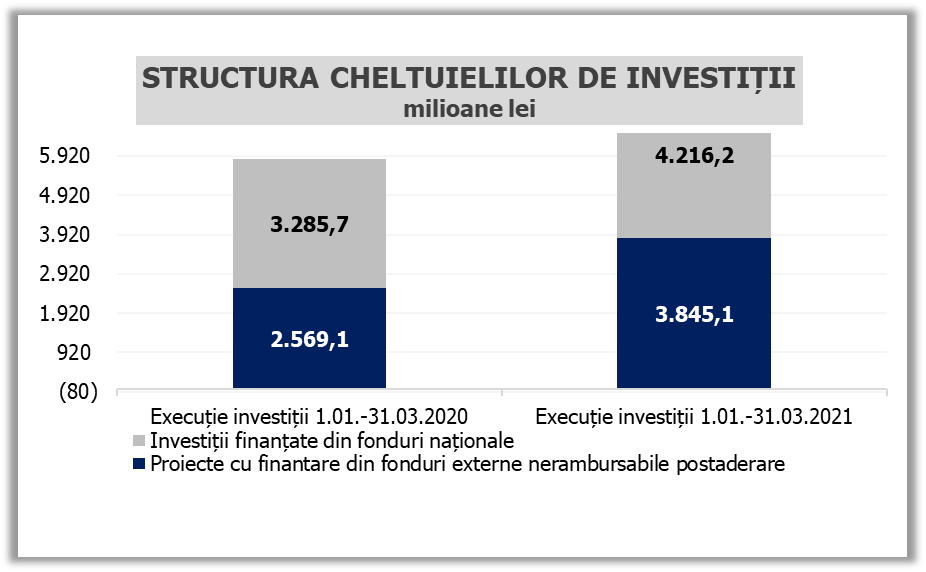 STRUCTURA CHELTUIELILOR DE INVESTIȚII
milioane lei
5.920
4.920
3.920
2.920
1.920
920
(80)
3.285,7
2.569,1
4.216,2
3.845,1
Execuție investiții 1.01.-31.03.2020
Execuție investiții 1.01.-31.03.2021
Investiții finanțate din fonduri naționale
Proiecte cu finantare din fonduri externe nerambursabile postaderare